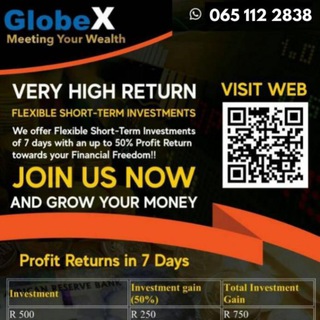 GlobeX
Meeting Your Wealth
065 112 2838
VERY HIGH RETURN
FLEXIBLE SHORT-TERM INVESTMENTS
We offer Flexible Short-Term Investments
of 7 days with an up to 50% Profit Return
towards your Financial Freedom!!
JOIN US NOW
AND GROW YOUR MONEY
VISIT WEB
Profit Returns in 7 Days
Investment
Investment gain
(50%)
Total Investment
Gain
R 500
R 250
R 750